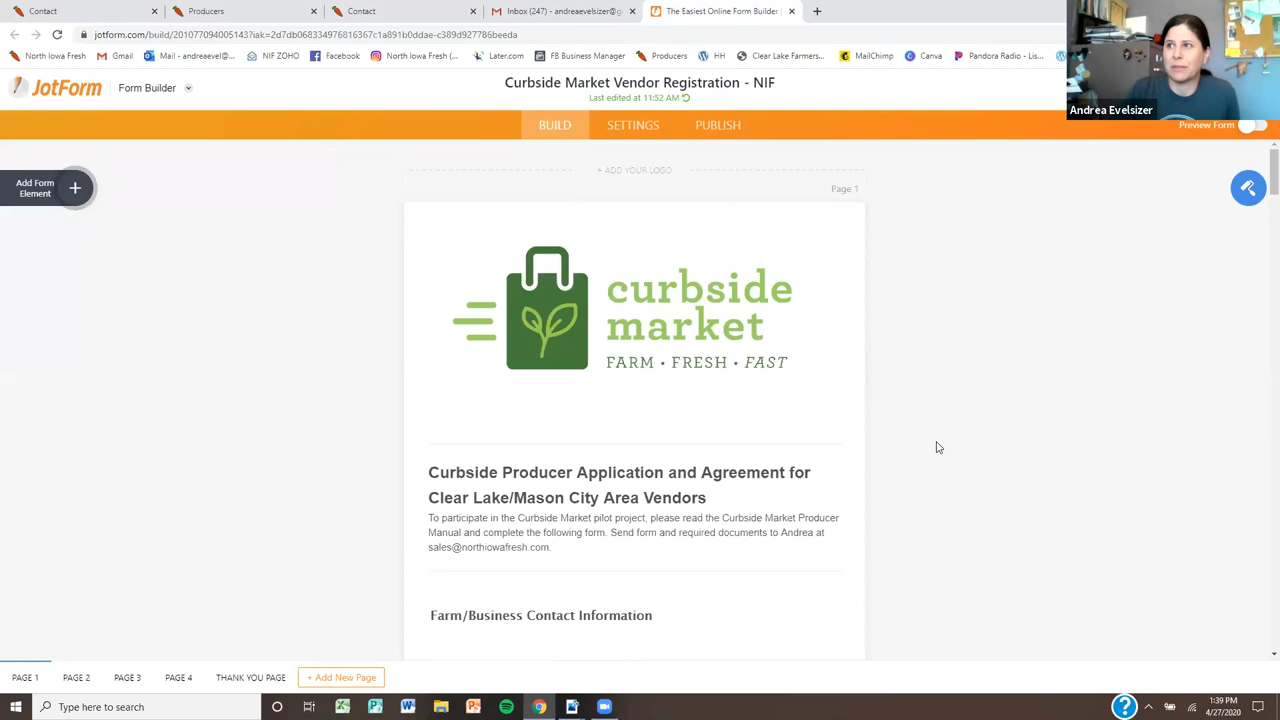 Contact × Producers × Contact × Inbox (247) - andreaevelsizer@g × The Easiest Online Form Builder × +
jotform.com/build/201077094005143?ak=2d7db068334976816367c1a891bbddae-c389d927786beeda
North Iowa Fresh Gmail Mail - andreaevel@... NIF ZOHO Facebook North Iowa Fresh (... Later.com FB Business Manager Producers HH Clear Lake Farmers... MailChimp Canva Pandora Radio - Lis...
JotForm Form Builder
Curbside Market Vendor Registration - NIF
Last edited at 11:52 AM
Andrea Evelsizer
BUILD SETTINGS PUBLISH
Preview Form
Add Form
Element +
+ ADD YOUR LOGO
Page 1
curbside
market
FARM • FRESH • FAST
Curbside Producer Application and Agreement for
Clear Lake/Mason City Area Vendors
To participate in the Curbside Market pilot project, please read the Curbside Market Producer
Manual and complete the following form. Send form and required documents to Andrea at
sales@northiowafresh.com.
Farm/Business Contact Information
PAGE 1 PAGE 2 PAGE 3 PAGE 4 THANK YOU PAGE + Add New Page
Type here to search
1:39 PM
4/27/2020